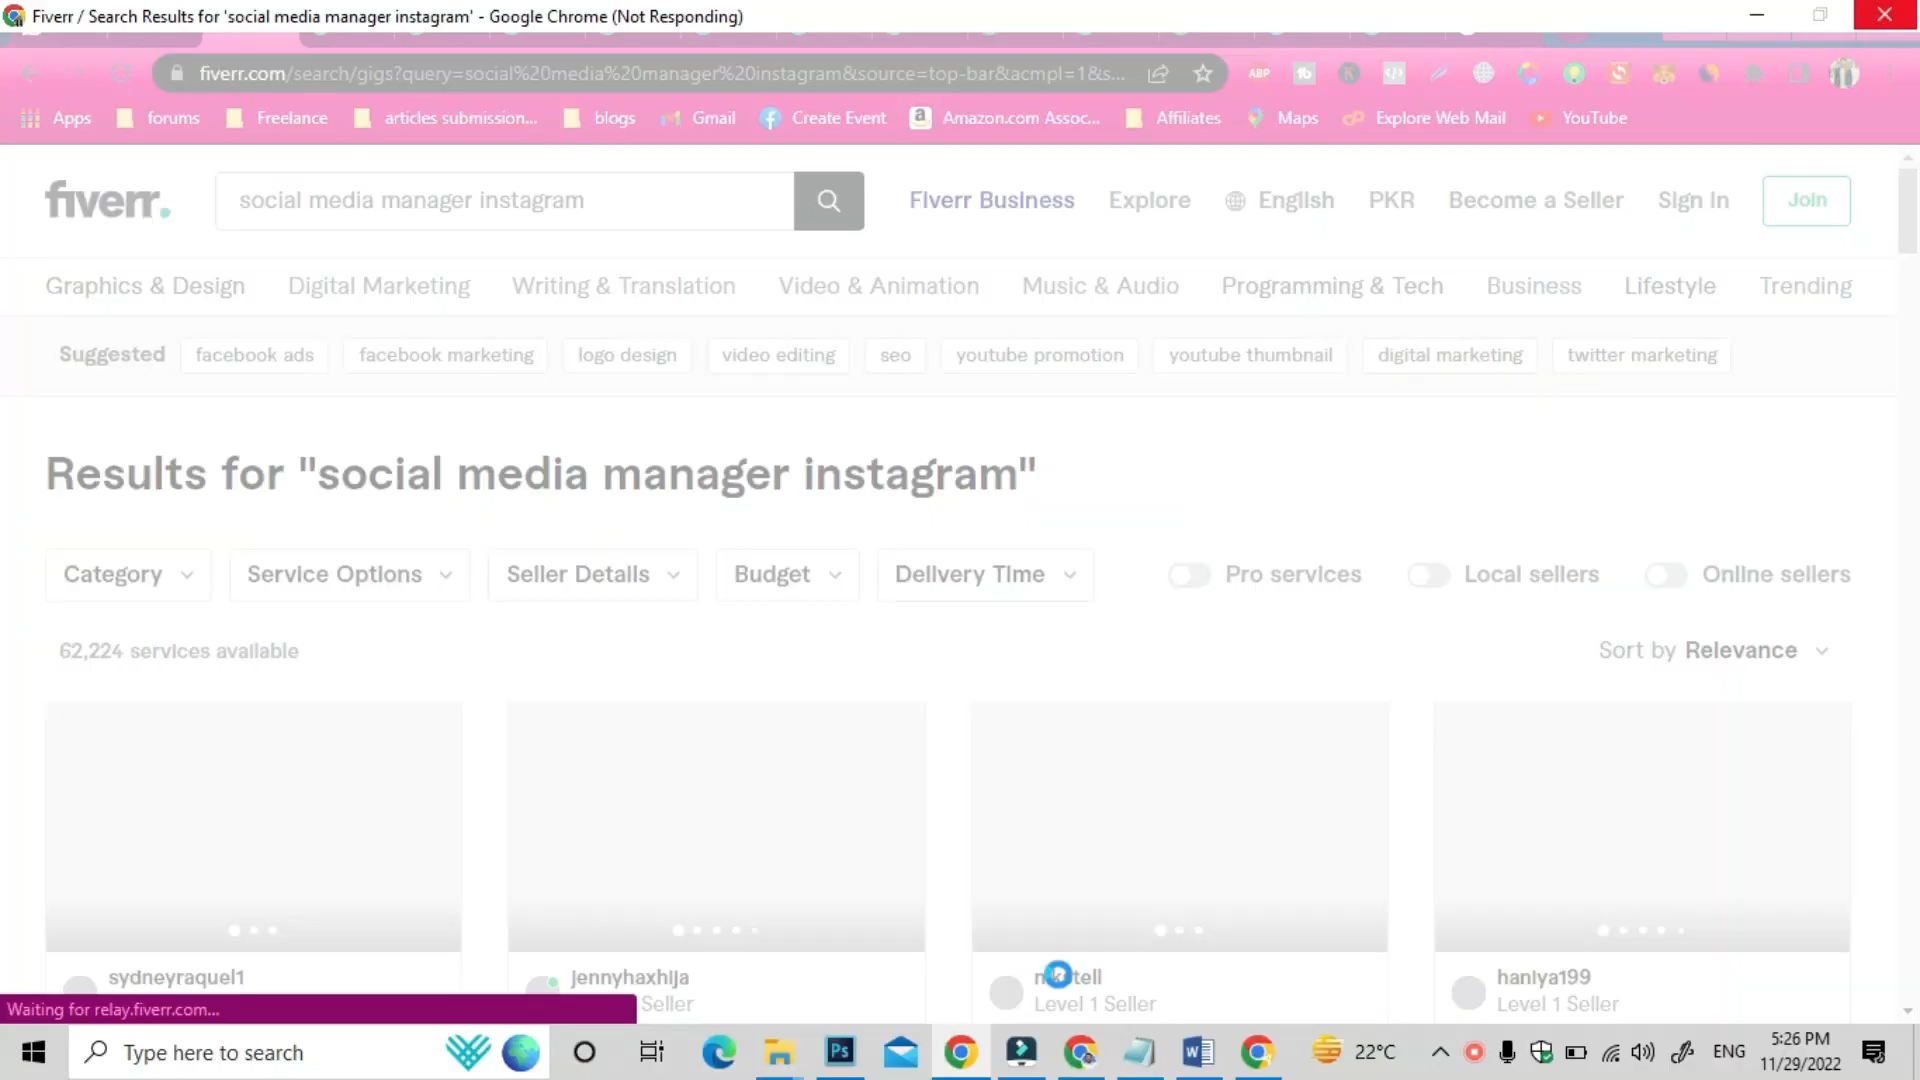 Fiverr / Search Results for 'social media manager instagram' - Google Chrome (Not Responding)
fiverr.com/search/gigs?query=social%20media%20manager%20instagram&source=top-bar&acmpl=1&s...
ABP
Apps forums Freelance articles submission... blogs Gmail Create Event Amazon.com Assoc... Affiliates Maps Explore Web Mail YouTube
fiverr. social media manager instagram Fiverr Business Explore English PKR Become a Seller Sign In Join
Graphics & Design Digital Marketing Writing & Translation Video & Animation Music & Audio Programming & Tech Business Lifestyle Trending
Suggested facebook ads facebook marketing logo design video editing seo youtube promotion youtube thumbnail digital marketing twitter marketing
Results for "social media manager instagram"
Category Service Options Seller Details Budget Delivery Time Pro services Local sellers Online sellers
62,224 services available Sort by Relevance
sydneyraquel1 jennyhaxhija haniya199
Seller Level 1 Seller Level 1 Seller
Waiting for relay.fiverr.com...
Type here to search Ps 22°C ENG 5:26 PM
11/29/2022